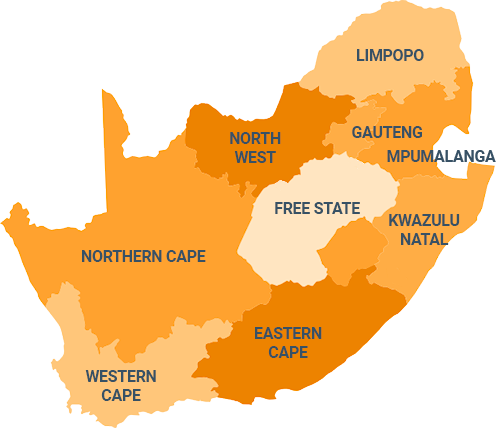 LIMPOPO
NORTH
WEST
GAUTENG
MPUMALANGA
FREE STATE
KWAZULU
NATAL
NORTHERN CAPE
EASTERN
CAPE
WESTERN
CAPE